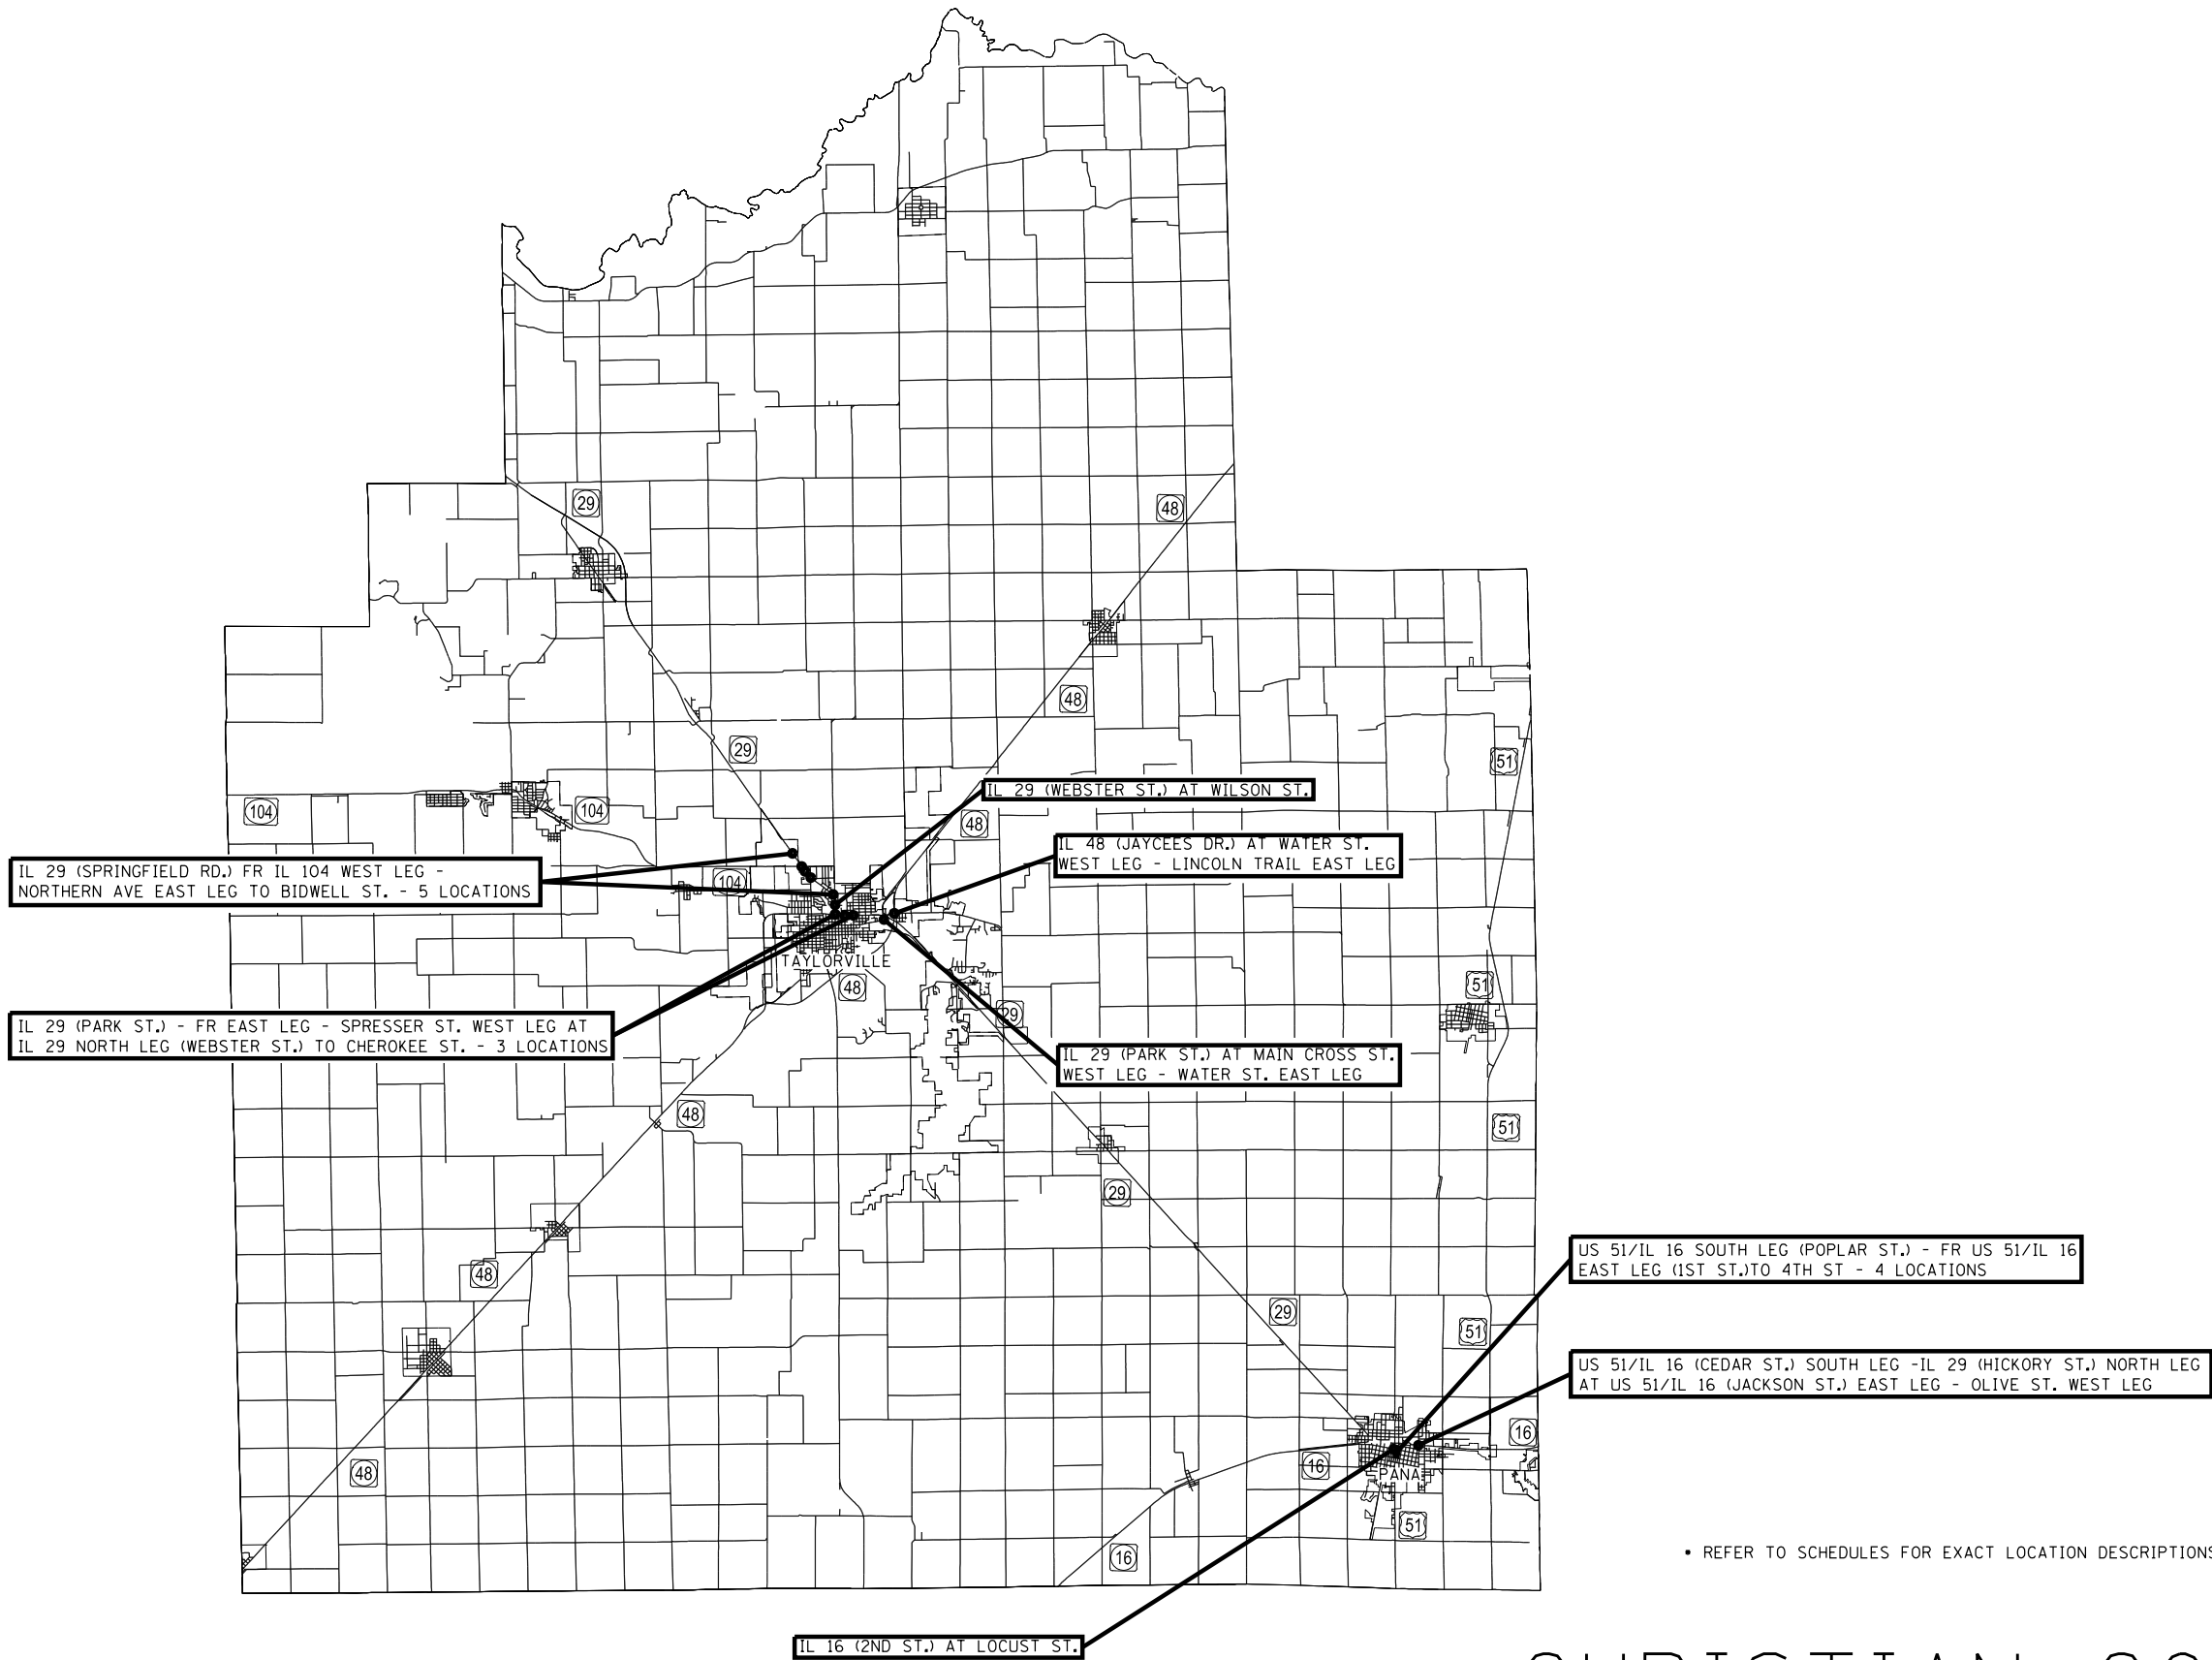 29
48
48
29
51
IL 29 (WEBSTER ST.) AT WILSON ST.
104
104
48
IL 48 (JAYCEES DR.) AT WATER ST.
WEST LEG - LINCOLN TRAIL EAST LEG
IL 29 (SPRINGFIELD RD.) FR IL 104 WEST LEG -
NORTHERN AVE EAST LEG TO BIDWELL ST. - 5 LOCATIONS
104
TAYLORVILLE
48
51
29
IL 29 (PARK ST.) - FR EAST LEG - SPRESSER ST. WEST LEG AT
IL 29 NORTH LEG (WEBSTER ST.) TO CHEROKEE ST. - 3 LOCATIONS
IL 29 (PARK ST.) AT MAIN CROSS ST.
WEST LEG - WATER ST. EAST LEG
48
51
29
US 51/IL 16 SOUTH LEG (POPLAR ST.) - FR US 51/IL 16
EAST LEG (1ST ST.)TO 4TH ST - 4 LOCATIONS
48
29
51
US 51/IL 16 (CEDAR ST.) SOUTH LEG -IL 29 (HICKORY ST.) NORTH LEG
AT US 51/IL 16 (JACKSON ST.) EAST LEG - OLIVE ST. WEST LEG
16
16
48
PANA
51
16
• REFER TO SCHEDULES FOR EXACT LOCATION DESCRIPTIONS
IL 16 (2ND ST.) AT LOCUST ST.